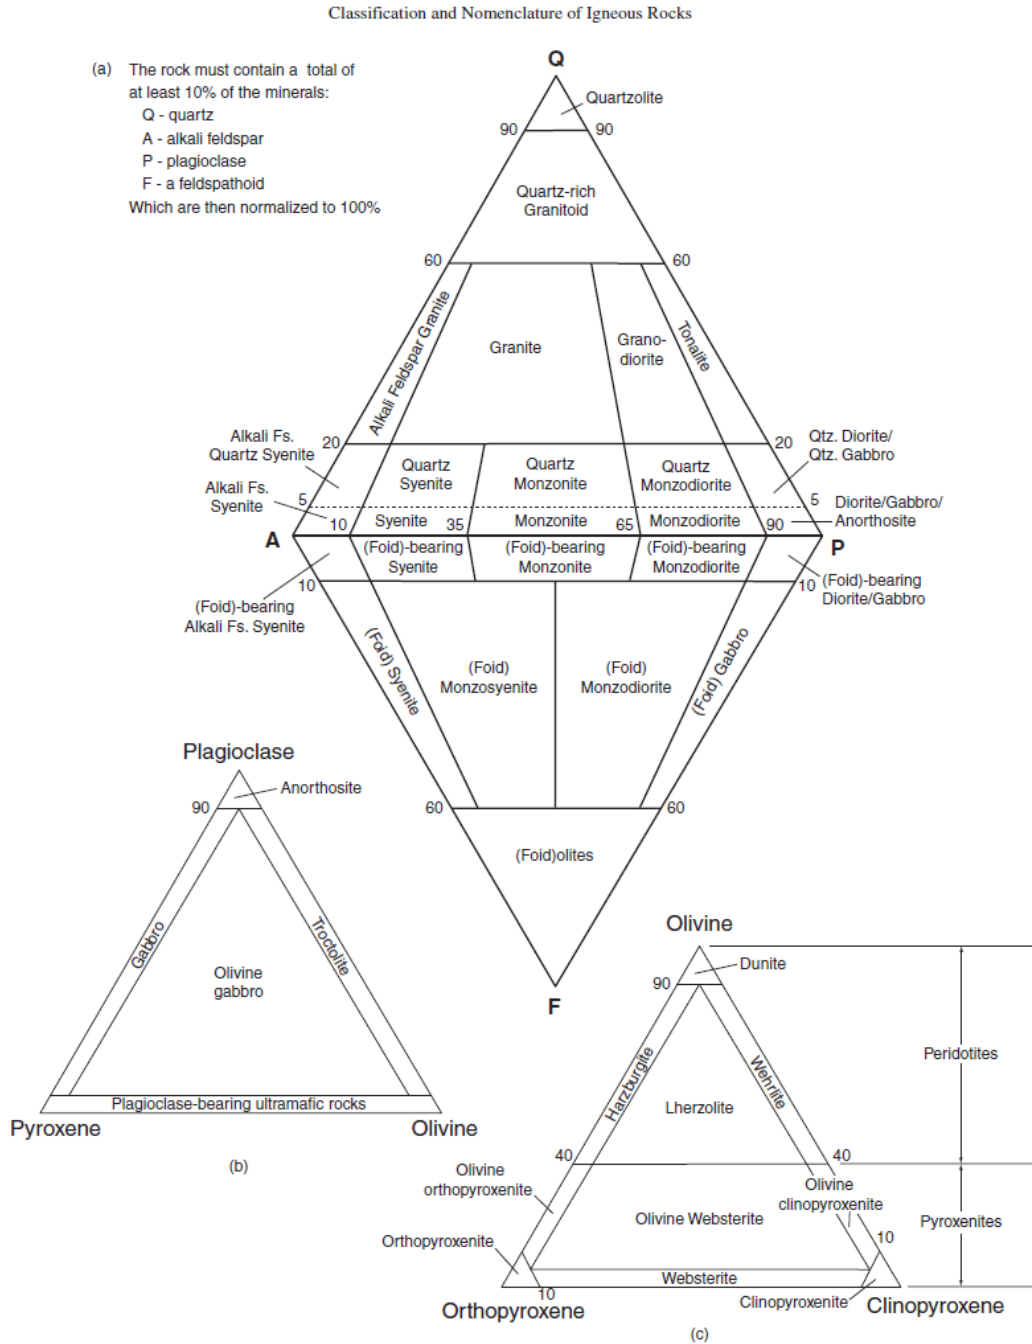 Classification and Nomenclature of Igneous Rocks
(a) The rock must contain a total of
at least 10% of the minerals:
Q - quartz
A - alkali feldspar
P - plagioclase
F - a feldspathoid
Which are then normalized to 100%
Q
Quartzolite
90
90
Quartz-rich
Granitoid
60
60
Alkali Feldspar Granite
Granite
Grano-
diorite
Tonalite
Alkali Fs.
Quartz Syenite
20
20
Qtz. Diorite/
Qtz. Gabbro
Quartz
Syenite
Quartz
Monzonite
Quartz
Monzodiorite
Alkali Fs.
Syenite
5
5
Diorite/Gabbro/
Anorthosite
10
Syenite
35
Monzonite
65
Monzodiorite
90
A
P
(Foid)-bearing
Syenite
(Foid)-bearing
Monzonite
(Foid)-bearing
Monzodiorite
10
10
(Foid)-bearing
Diorite/Gabbro
(Foid)-bearing
Alkali Fs. Syenite
(Foid) Syenite
(Foid)
Monzosyenite
(Foid)
Monzodiorite
(Foid) Gabbro
60
60
(Foid)olites
F
Plagioclase
Anorthosite
90
Gabbro
Troctolite
Olivine
gabbro
Plagioclase-bearing ultramafic rocks
Pyroxene
Olivine
(b)
Olivine
Dunite
90
Peridotites
Harzburgite
Wehrlite
Lherzolite
40
40
Olivine
orthopyroxenite
Olivine
clinopyroxenite
Olivine Websterite
Pyroxenites
10
Orthopyroxenite
Websterite
10
Clinopyroxenite
Orthopyroxene
Clinopyroxene
(c)